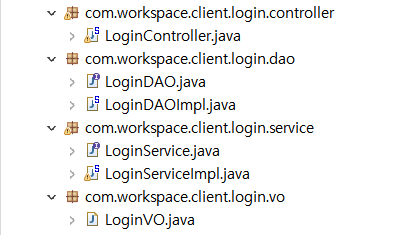 com.workspace.client.login.controller
LoginController.java
com.workspace.client.login.dao
LoginDAO.java
LoginDAOImpl.java
com.workspace.client.login.service
LoginService.java
LoginServiceImpl.java
com.workspace.client.login.vo
LoginVO.java